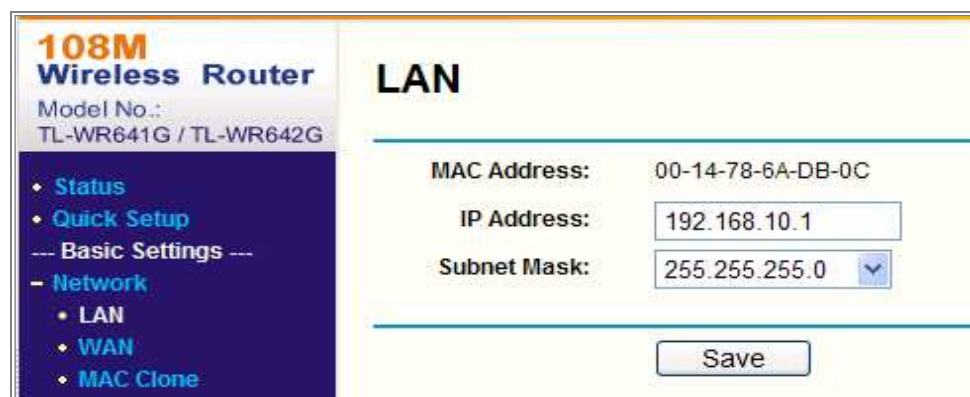 108M
Wireless Router
Model No.:
TL-WR641G / TL-WR642G
• Status
• Quick Setup
--- Basic Settings ---
– Network
• LAN
• WAN
• MAC Clone
LAN
MAC Address: 00-14-78-6A-DB-0C
IP Address: 192.168.10.1
Subnet Mask: 255.255.255.0
Save